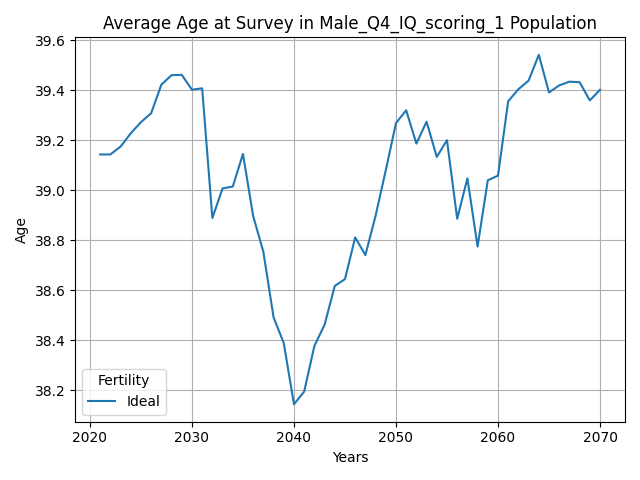 Average Age at Survey in Male_Q4_IQ_scoring_1 Population
39.6
39.4
39.2
39.0
38.8
38.6
38.4
38.2
Age
Fertility
Ideal
2020 2030 2040 2050 2060 2070
Years